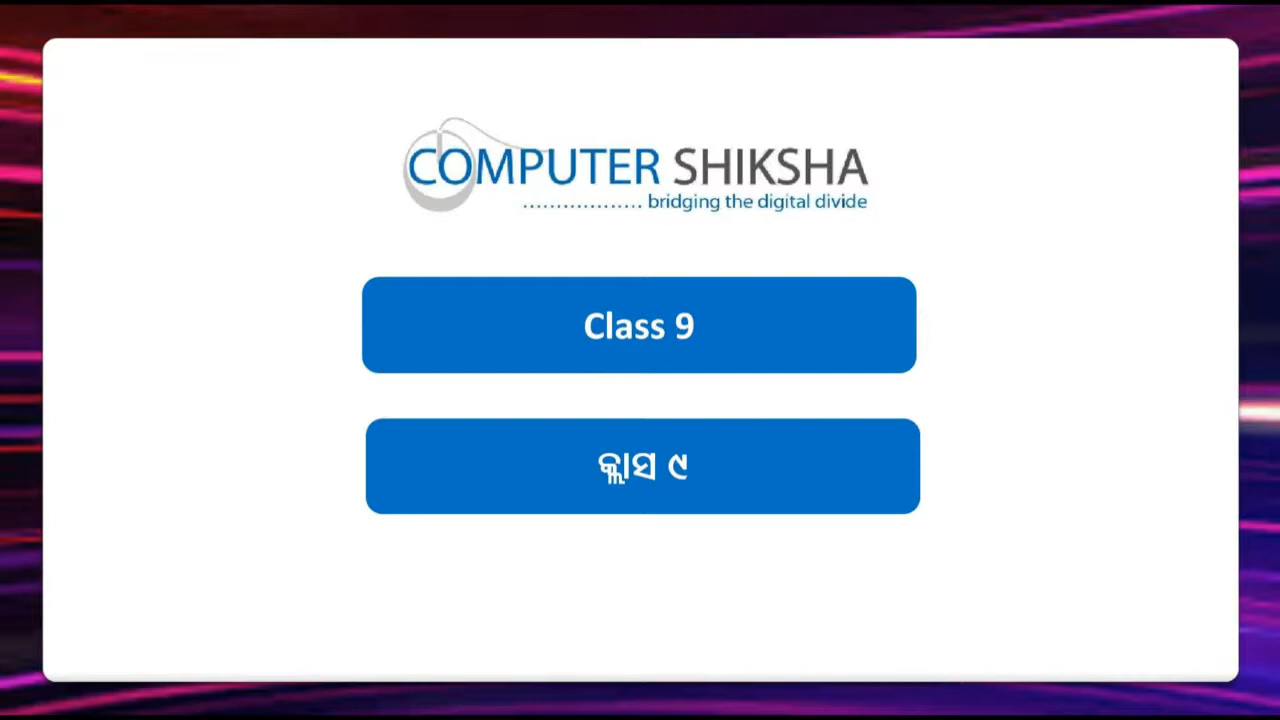 COMPUTER SHIKSHA
.................. bridging the digital divide
Class 9
କ୍ଲାସ ୯